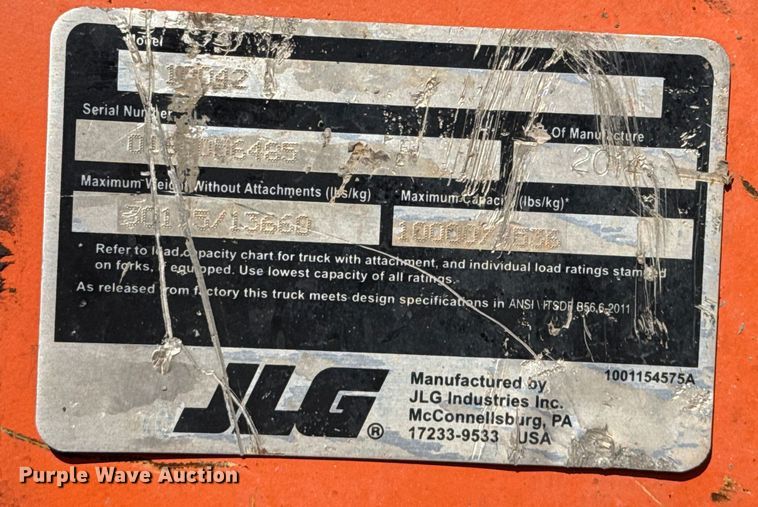 Model
Serial Number
Of Manufacture
Maximum Weight Without Attachments (lbs/kg) Maximum Capacity (lbs/kg)*
* Refer to load capacity chart for truck with attachment, and individual load ratings stamped
on forks, if equipped. Use lowest capacity of all ratings.
As released from factory this truck meets design specifications in ANSI \ ITSDF B56.6-2011
1001154575A
JLG ®
Manufactured by
JLG Industries Inc.
McConnellsburg, PA
17233-9533 USA
Purple Wave Auction